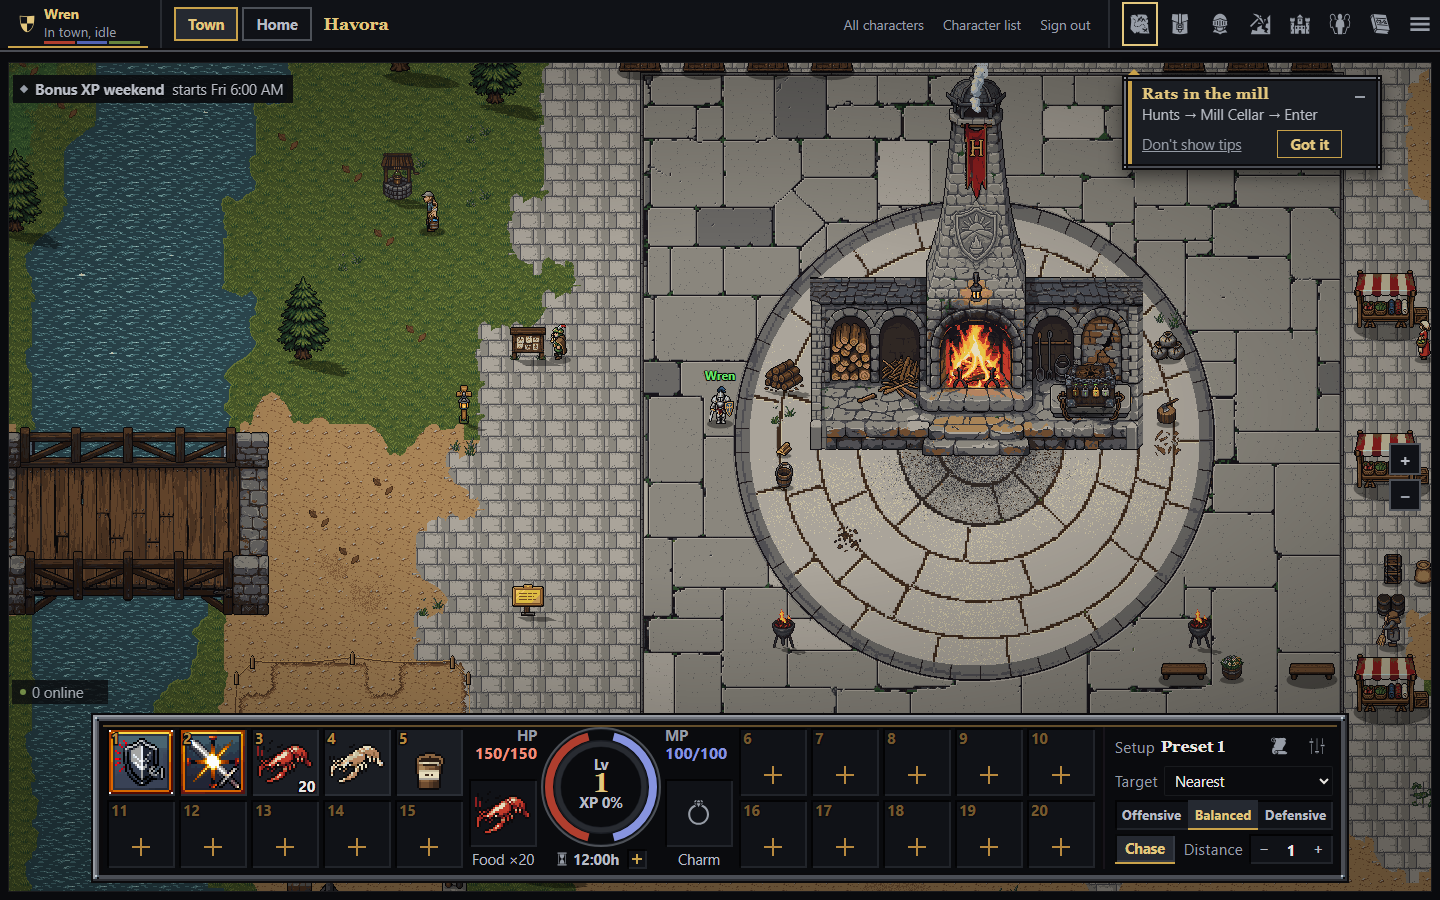 Wren
In town, idle
Town
Home
Havora
All characters
Character list
Sign out
Bonus XP weekend starts Fri 6:00 AM
Rats in the mill
Hunts → Mill Cellar → Enter
Don't show tips
Got it
H
Wren
+
−
0 online
1
2
3
20
4
5
HP
150/150
Lv
1
XP 0%
MP
100/100
6
7
8
9
10
11
12
13
14
15
Food ×20
12:00h +
Charm
16
17
18
19
20
Setup Preset 1
Target Nearest
Offensive Balanced Defensive
Chase Distance − 1 +